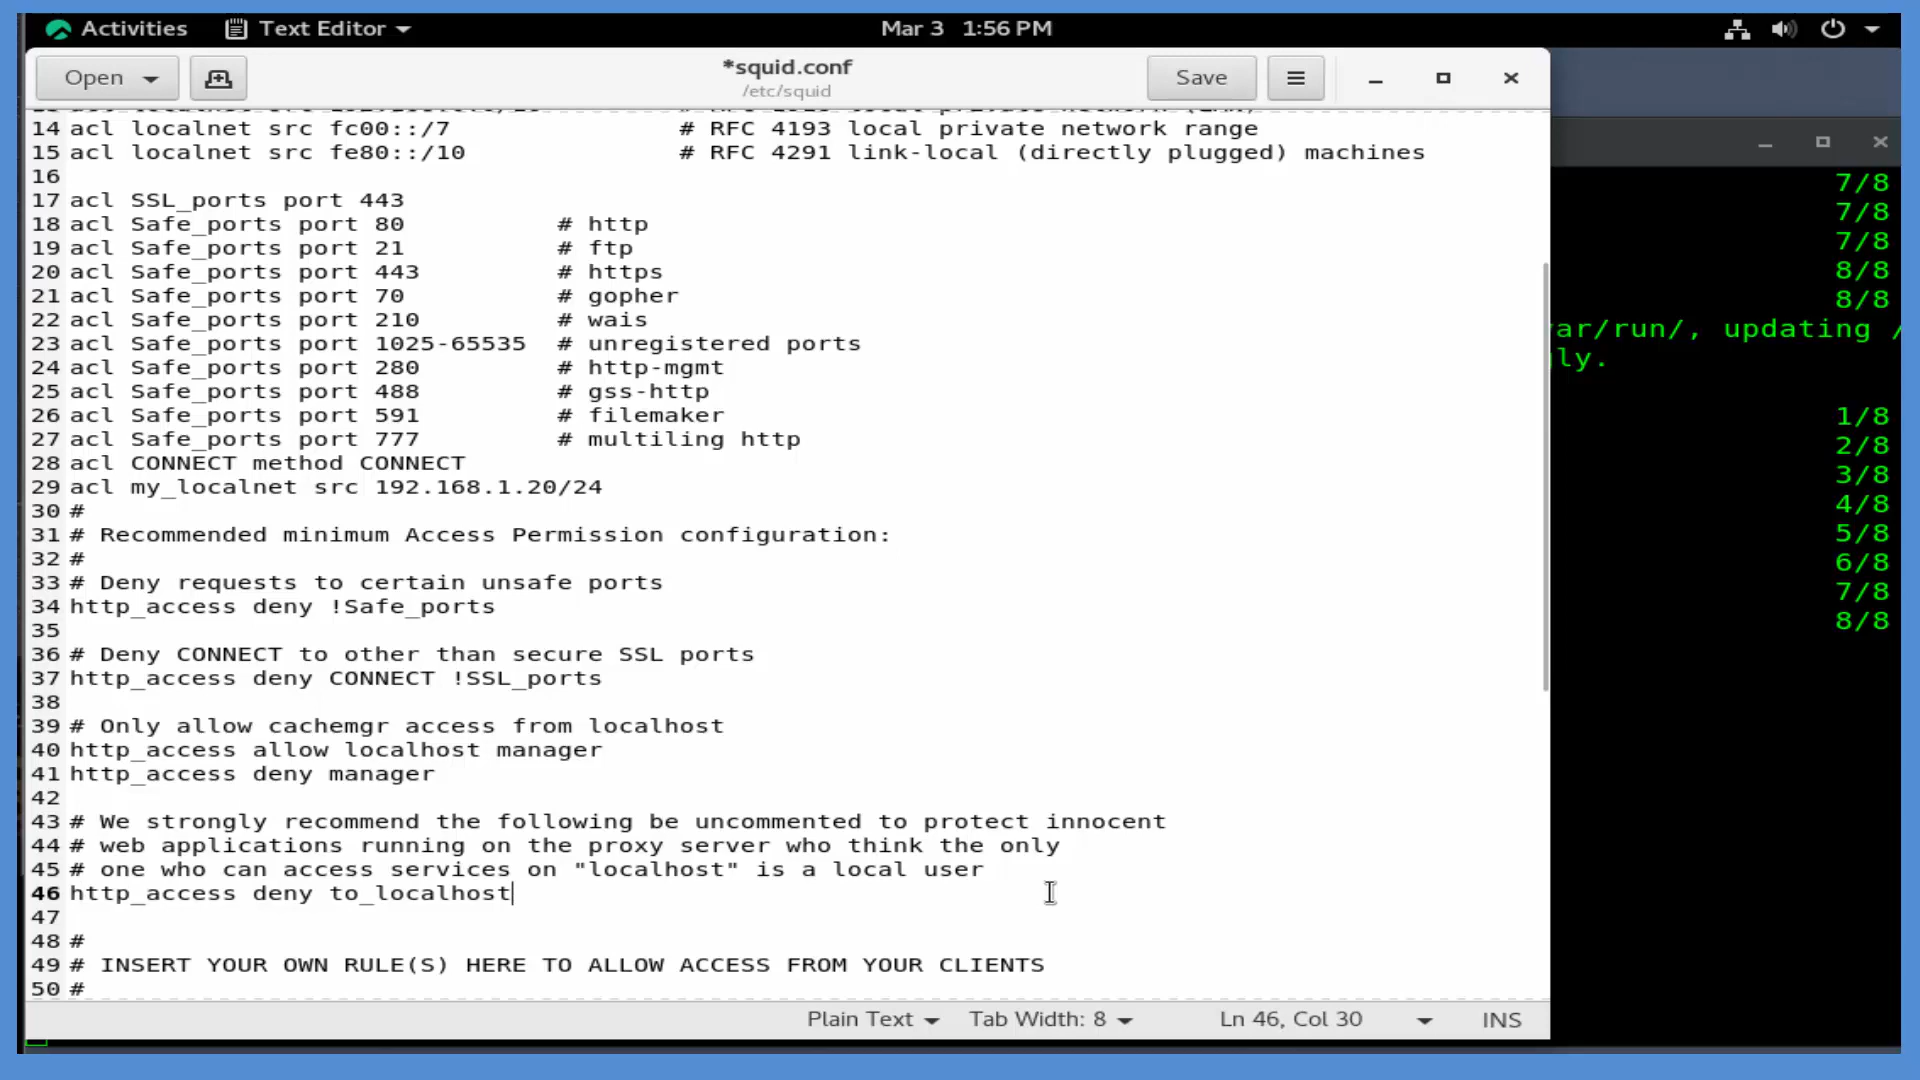 Activities Text Editor Mar 3 1:56 PM
Open *squid.conf Save
/etc/squid
14 acl localnet src fc00::/7 # RFC 4193 local private network range
15 acl localnet src fe80::/10 # RFC 4291 link-local (directly plugged) machines
16
17 acl SSL_ports port 443
18 acl Safe_ports port 80 # http
19 acl Safe_ports port 21 # ftp
20 acl Safe_ports port 443 # https
21 acl Safe_ports port 70 # gopher
22 acl Safe_ports port 210 # wais
23 acl Safe_ports port 1025-65535 # unregistered ports
24 acl Safe_ports port 280 # http-mgmt
25 acl Safe_ports port 488 # gss-http
26 acl Safe_ports port 591 # filemaker
27 acl Safe_ports port 777 # multiling http
28 acl CONNECT method CONNECT
29 acl my_localnet src 192.168.1.20/24
30 #
31 # Recommended minimum Access Permission configuration:
32 #
33 # Deny requests to certain unsafe ports
34 http_access deny !Safe_ports
35
36 # Deny CONNECT to other than secure SSL ports
37 http_access deny CONNECT !SSL_ports
38
39 # Only allow cachemgr access from localhost
40 http_access allow localhost manager
41 http_access deny manager
42
43 # We strongly recommend the following be uncommented to protect innocent
44 # web applications running on the proxy server who think the only
45 # one who can access services on "localhost" is a local user
46 http_access deny to_localhost
47
48 #
49 # INSERT YOUR OWN RULE(S) HERE TO ALLOW ACCESS FROM YOUR CLIENTS
50 #
Plain Text Tab Width: 8 Ln 46, Col 30 INS
7/8
7/8
7/8
8/8
8/8
ar/run/, updating /
ly.
1/8
2/8
3/8
4/8
5/8
6/8
7/8
8/8